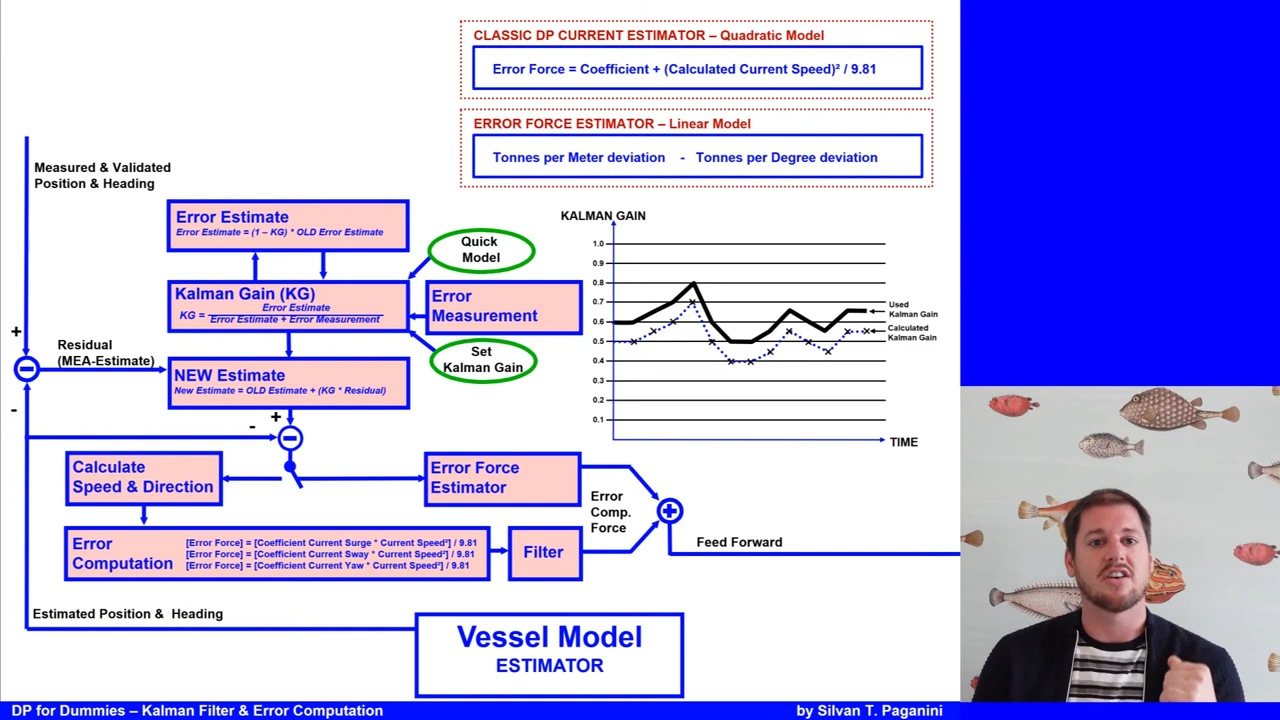 CLASSIC DP CURRENT ESTIMATOR – Quadratic Model
Error Force = Coefficient + (Calculated Current Speed)² / 9.81
ERROR FORCE ESTIMATOR – Linear Model
Tonnes per Meter deviation - Tonnes per Degree deviation
Measured & Validated
Position & Heading
Error Estimate
Error Estimate = (1 – KG) * OLD Error Estimate
Quick
Model
Kalman Gain (KG)
KG = Error Estimate
Error Estimate + Error Measurement
Error
Measurement
Set
Kalman Gain
+
Residual
(MEA-Estimate)
-
NEW Estimate
New Estimate = OLD Estimate + (KG * Residual)
+
-
KALMAN GAIN
1.0
0.9
0.8
0.7
0.6
0.5
0.4
0.3
0.2
0.1
Used
Kalman Gain
Calculated
Kalman Gain
TIME
Calculate
Speed & Direction
Error Force
Estimator
Error
Comp.
Force
Error
Computation
[Error Force] = [Coefficient Current Surge * Current Speed²] / 9.81
[Error Force] = [Coefficient Current Sway * Current Speed²] / 9.81
[Error Force] = [Coefficient Current Yaw * Current Speed²] / 9.81
Filter
Feed Forward
Estimated Position & Heading
Vessel Model
ESTIMATOR
DP for Dummies – Kalman Filter & Error Computation
by Silvan T. Paganini